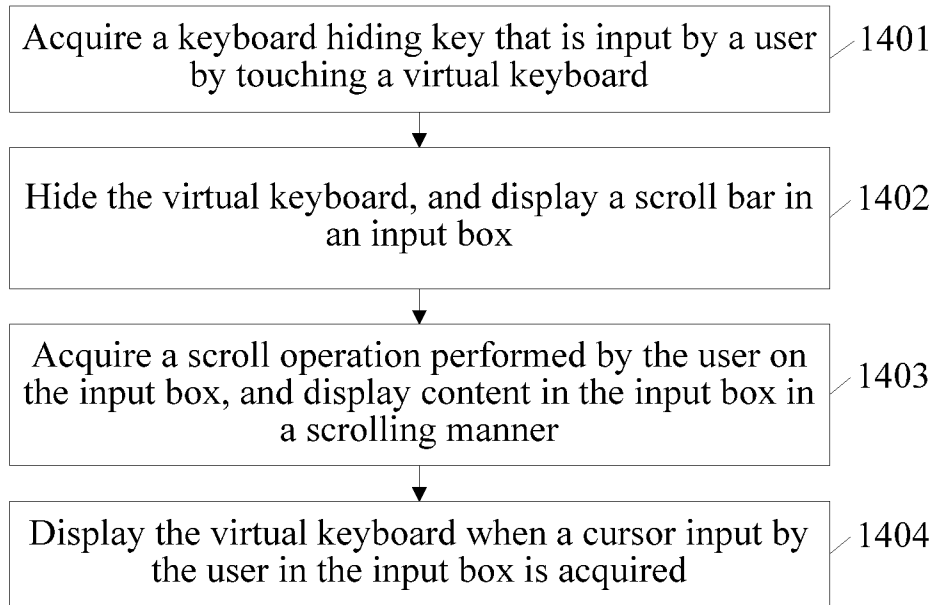 Acquire a keyboard hiding key that is input by a user
by touching a virtual keyboard
1401
Hide the virtual keyboard, and display a scroll bar in
an input box
1402
Acquire a scroll operation performed by the user on
the input box, and display content in the input box in
a scrolling manner
1403
Display the virtual keyboard when a cursor input by
the user in the input box is acquired
1404